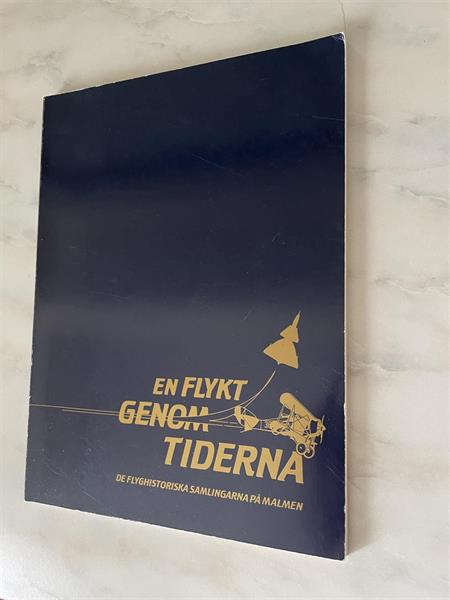 EN FLYKT
GENOM
TIDERNA
DE FLYGHISTORISKA SAMLINGARNA PÅ MALMEN